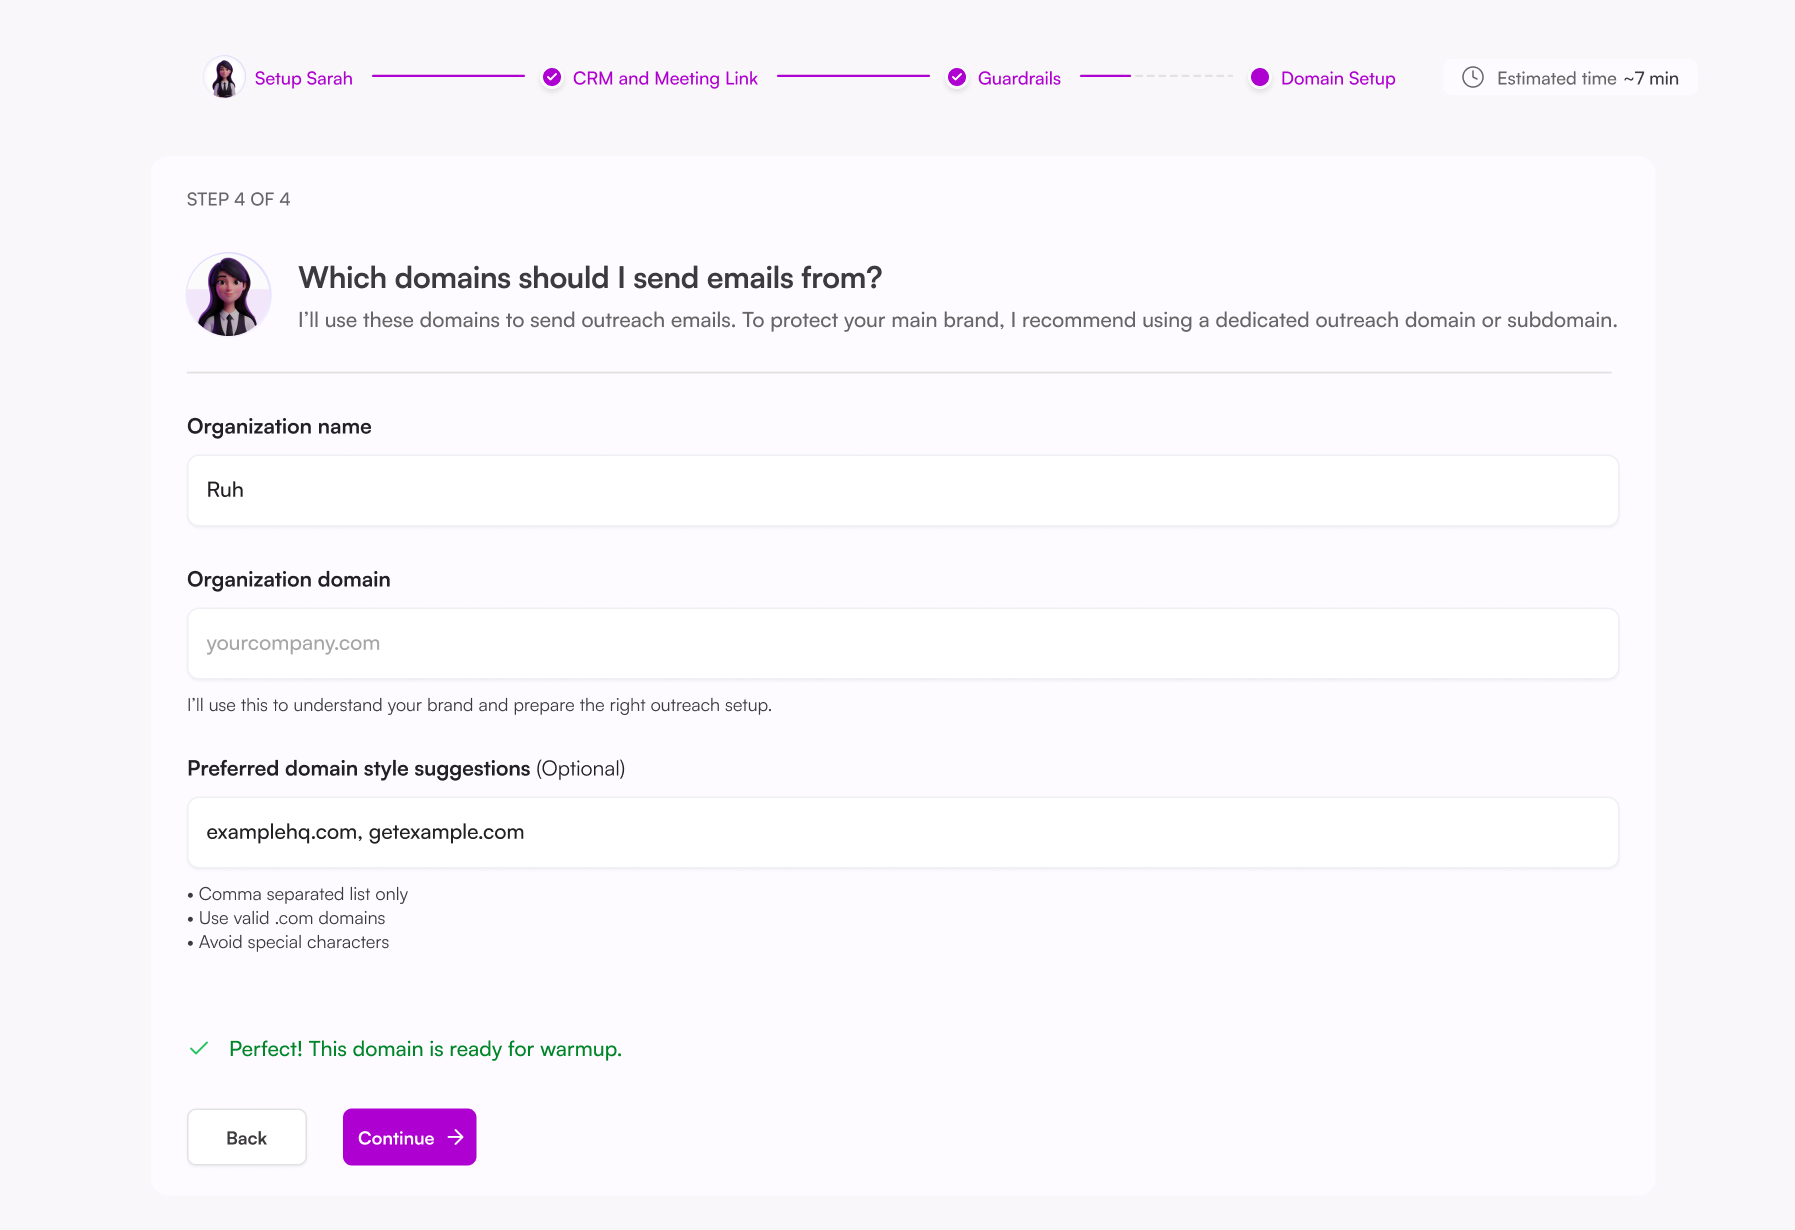 Setup Sarah
CRM and Meeting Link
Guardrails
Domain Setup
Estimated time ~7 min
STEP 4 OF 4
Which domains should I send emails from?
I’ll use these domains to send outreach emails. To protect your main brand, I recommend using a dedicated outreach domain or subdomain.
Organization name
Ruh
Organization domain
yourcompany.com
I’ll use this to understand your brand and prepare the right outreach setup.
Preferred domain style suggestions (Optional)
examplehq.com, getexample.com
• Comma separated list only
• Use valid .com domains
• Avoid special characters
Perfect! This domain is ready for warmup.
Back
Continue